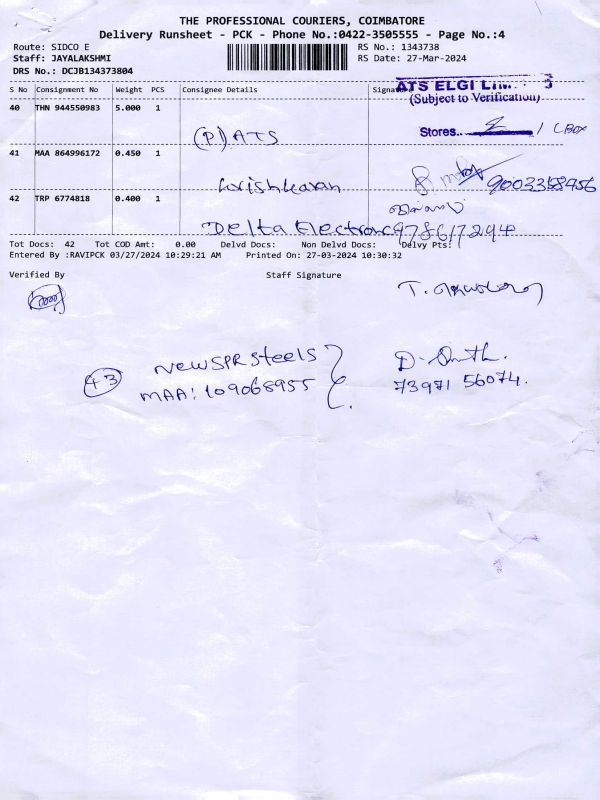 THE PROFESSIONAL COURIERS, COIMBATORE
Delivery Runsheet - PCK - Phone No.:0422-3505555 - Page No.:4
Route: SIDCO E RS No.: 1343738
Staff: JAYALAKSHMI RS Date: 27-Mar-2024
DRS No.: DCJB134373804
S No Consignment No Weight PCS Consignee Details Signature
ATS ELGI
(Subject to Verification)
40 THN 944550983 5.000 1
(P) ATS Stores.. 1 CBOX
41 MAA 864996172 0.450 1
Krishkaran 9003358456
42 TRP 6774818 0.400 1
Delta Electronc 978617294
Tot Docs: 42 Tot COD Amt: 0.00 Delvd Docs: Non Delvd Docs: Delvy Pts:
Entered By :RAVIPCK 03/27/2024 10:29:21 AM Printed On: 27-03-2024 10:30:32
Verified By Staff Signature
43 NEWSPR Steels
MAA: 109068955 73971 56074.